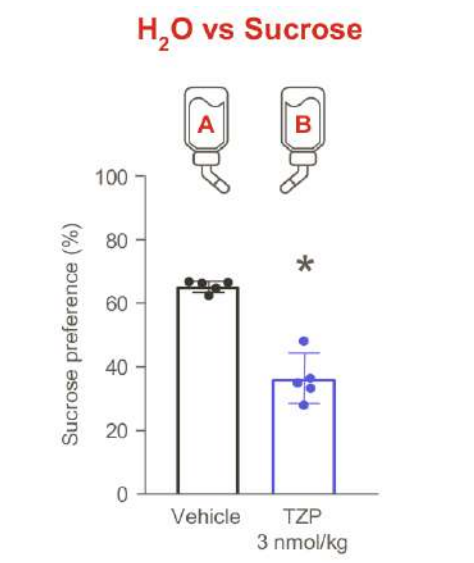 H₂O vs Sucrose
A
B
100
80
60
40
20
0
Sucrose preference (%)
*
Vehicle
TZP
3 nmol/kg